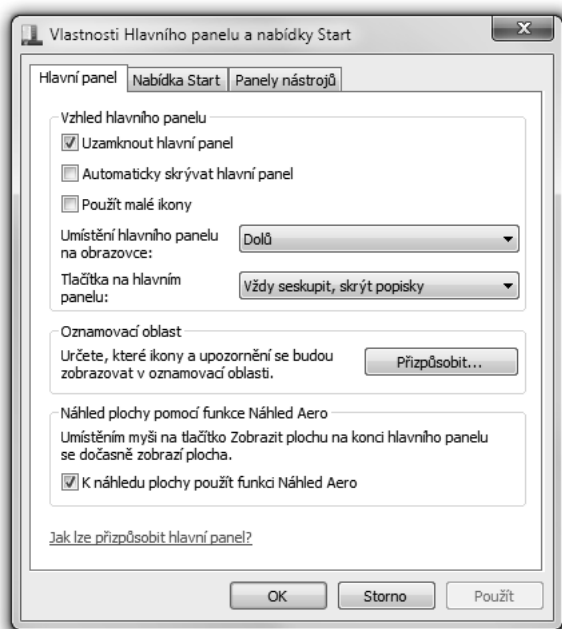 Vlastnosti Hlavního panelu a nabídky Start
Hlavní panel
Nabídka Start
Panely nástrojů
Vzhled hlavního panelu
Uzamknout hlavní panel
Automaticky skrývat hlavní panel
Použít malé ikony
Umístění hlavního panelu
na obrazovce:
Dolů
Tlačítka na hlavním
panelu:
Vždy seskupit, skrýt popisky
Oznamovací oblast
Určete, které ikony a upozornění se budou
zobrazovat v oznamovací oblasti.
Přizpůsobit...
Náhled plochy pomocí funkce Náhled Aero
Umístěním myši na tlačítko Zobrazit plochu na konci hlavního panelu
se dočasně zobrazí plocha.
K náhledu plochy použít funkci Náhled Aero
Jak lze přizpůsobit hlavní panel?
OK
Storno
Použít